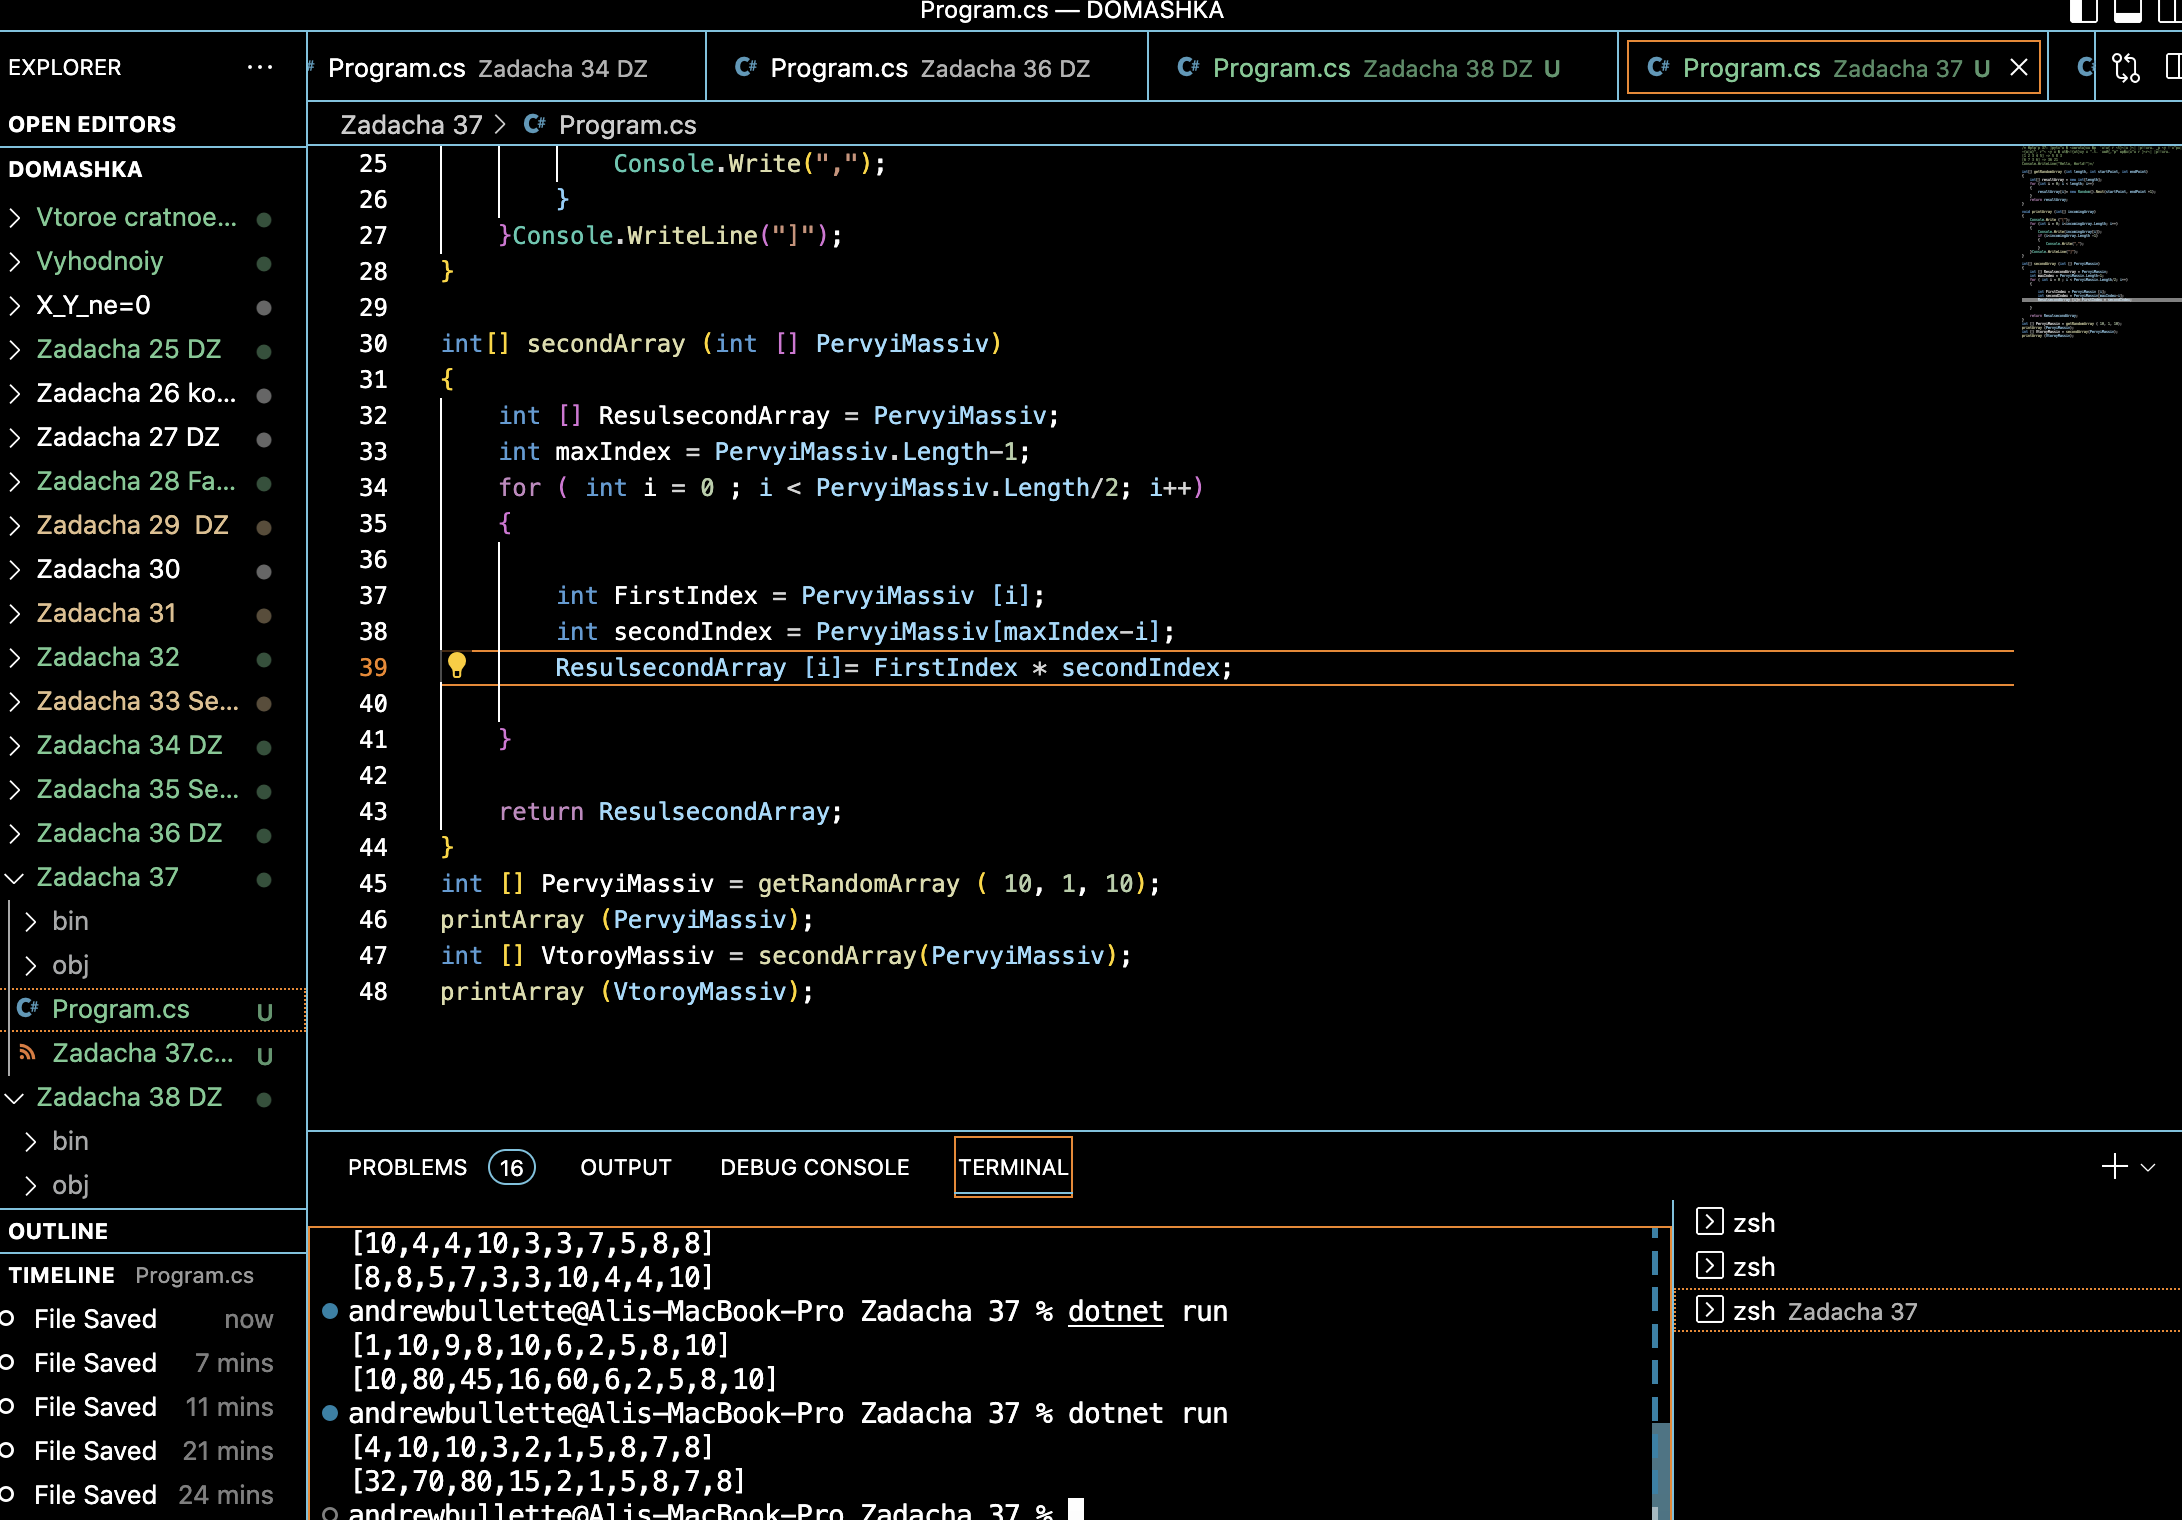 Program.cs — DOMASHKA
EXPLORER ...
Program.cs Zadacha 34 DZ
C# Program.cs Zadacha 36 DZ
C# Program.cs Zadacha 38 DZ U
C# Program.cs Zadacha 37 U
Zadacha 37 > C# Program.cs
OPEN EDITORS
DOMASHKA
Vtoroe cratnoe...
Vyhodnoiy
X_Y_ne=0
Zadacha 25 DZ
Zadacha 26 ko...
Zadacha 27 DZ
Zadacha 28 Fa...
Zadacha 29  DZ
Zadacha 30
Zadacha 31
Zadacha 32
Zadacha 33 Se...
Zadacha 34 DZ
Zadacha 35 Se...
Zadacha 36 DZ
Zadacha 37
bin
obj
C# Program.cs U
Zadacha 37.c... U
Zadacha 38 DZ
bin
obj
OUTLINE
TIMELINE Program.cs
File Saved now
File Saved 7 mins
File Saved 11 mins
File Saved 21 mins
File Saved 24 mins
25 Console.Write(",");
26 }
27 }Console.WriteLine("]");
28 }
29
30 int[] secondArray (int [] PervyiMassiv)
31 {
32 int [] ResulsecondArray = PervyiMassiv;
33 int maxIndex = PervyiMassiv.Length-1;
34 for ( int i = 0 ; i < PervyiMassiv.Length/2; i++)
35 {
36
37 int FirstIndex = PervyiMassiv [i];
38 int secondIndex = PervyiMassiv[maxIndex-i];
39 ResulsecondArray [i]= FirstIndex * secondIndex;
40
41 }
42
43 return ResulsecondArray;
44 }
45 int [] PervyiMassiv = getRandomArray ( 10, 1, 10);
46 printArray (PervyiMassiv);
47 int [] VtoroyMassiv = secondArray(PervyiMassiv);
48 printArray (VtoroyMassiv);
PROBLEMS 16 OUTPUT DEBUG CONSOLE TERMINAL
[10,4,4,10,3,3,7,5,8,8]
[8,8,5,7,3,3,10,4,4,10]
andrewbullette@Alis-MacBook-Pro Zadacha 37 % dotnet run
[1,10,9,8,10,6,2,5,8,10]
[10,80,45,16,60,6,2,5,8,10]
andrewbullette@Alis-MacBook-Pro Zadacha 37 % dotnet run
[4,10,10,3,2,1,5,8,7,8]
[32,70,80,15,2,1,5,8,7,8]
andrewbullette@Alis-MacBook-Pro Zadacha 37 %
zsh
zsh
zsh Zadacha 37